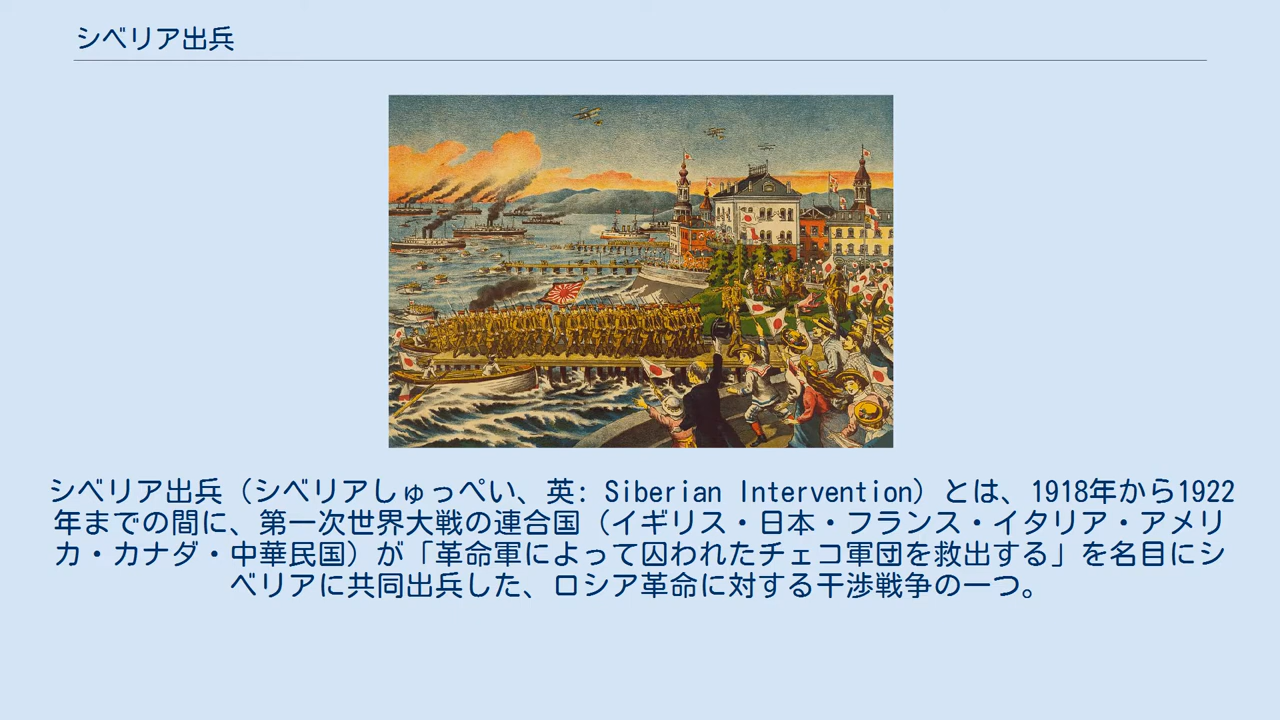 シベリア出兵
シベリア出兵（シベリアしゅっぺい、英: Siberian Intervention）とは、1918年から1922
年までの間に、第一次世界大戦の連合国（イギリス・日本・フランス・イタリア・アメリ
カ・カナダ・中華民国）が「革命軍によって囚われたチェコ軍団を救出する」を名目にシ
ベリアに共同出兵した、ロシア革命に対する干渉戦争の一つ。